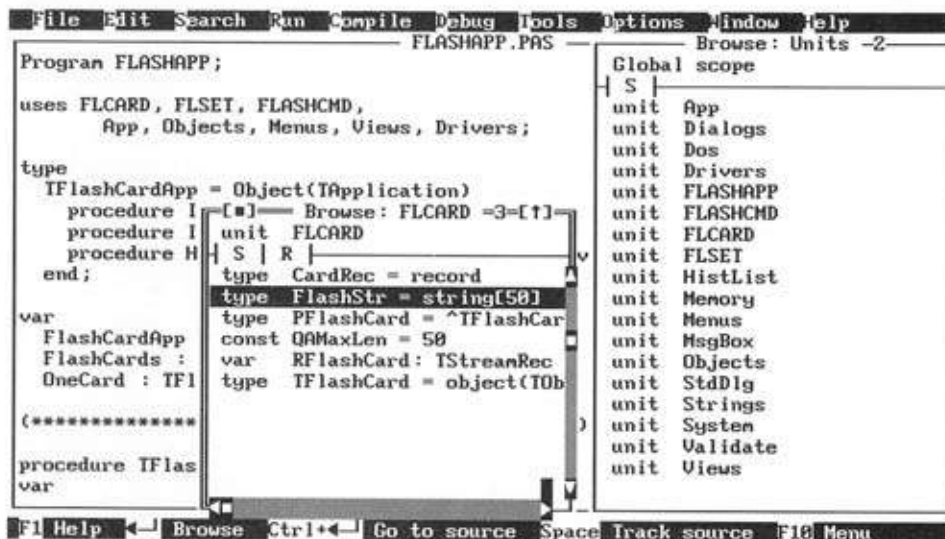 File Edit Search Run Compile Debug Tools Options Window Help
FLASHAPP.PAS
Program FLASHAPP;
uses FLCARD, FLSET, FLASHCMD,
App, Objects, Menus, Views, Drivers;
type
TFlashCardApp = Object(TApplication)
procedure I
procedure I
procedure H
end;
var
FlashCardApp
FlashCards :
OneCard : TFl
(**************
procedure TFlas
var
[■] Browse: FLCARD =3=[↑]
unit FLCARD
S R
type CardRec = record
type FlashStr = string[50]
type PFlashCard = ^TFlashCar
const QAMaxLen = 50
var RFlashCard: TStreamRec
type TFlashCard = object(TOb
)
Browse: Units -2-
Global scope
S
unit App
unit Dialogs
unit Dos
unit Drivers
unit FLASHAPP
unit FLASHCMD
unit FLCARD
unit FLSET
unit HistList
unit Memory
unit Menus
unit MsgBox
unit Objects
unit StdDlg
unit Strings
unit System
unit Validate
unit Views
F1 Help ◄─┘ Browse Ctrl+◄─┘ Go to source Space Track source F10 Menu